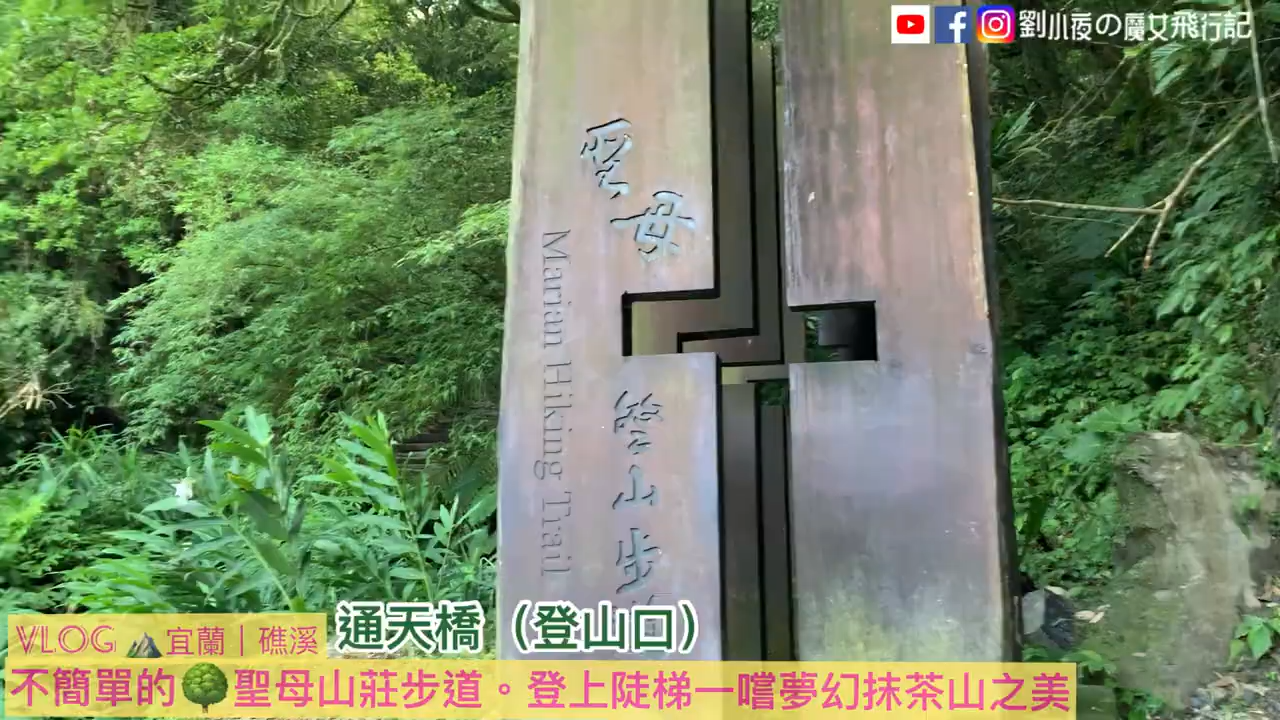 劉小夜の魔女飛行記
聖母
登山步
Marian Hiking Trail
通天橋（登山口）
VLOG⛰️宜蘭｜礁溪
不簡單的🌳聖母山莊步道。登上陡梯一嚐夢幻抹茶山之美